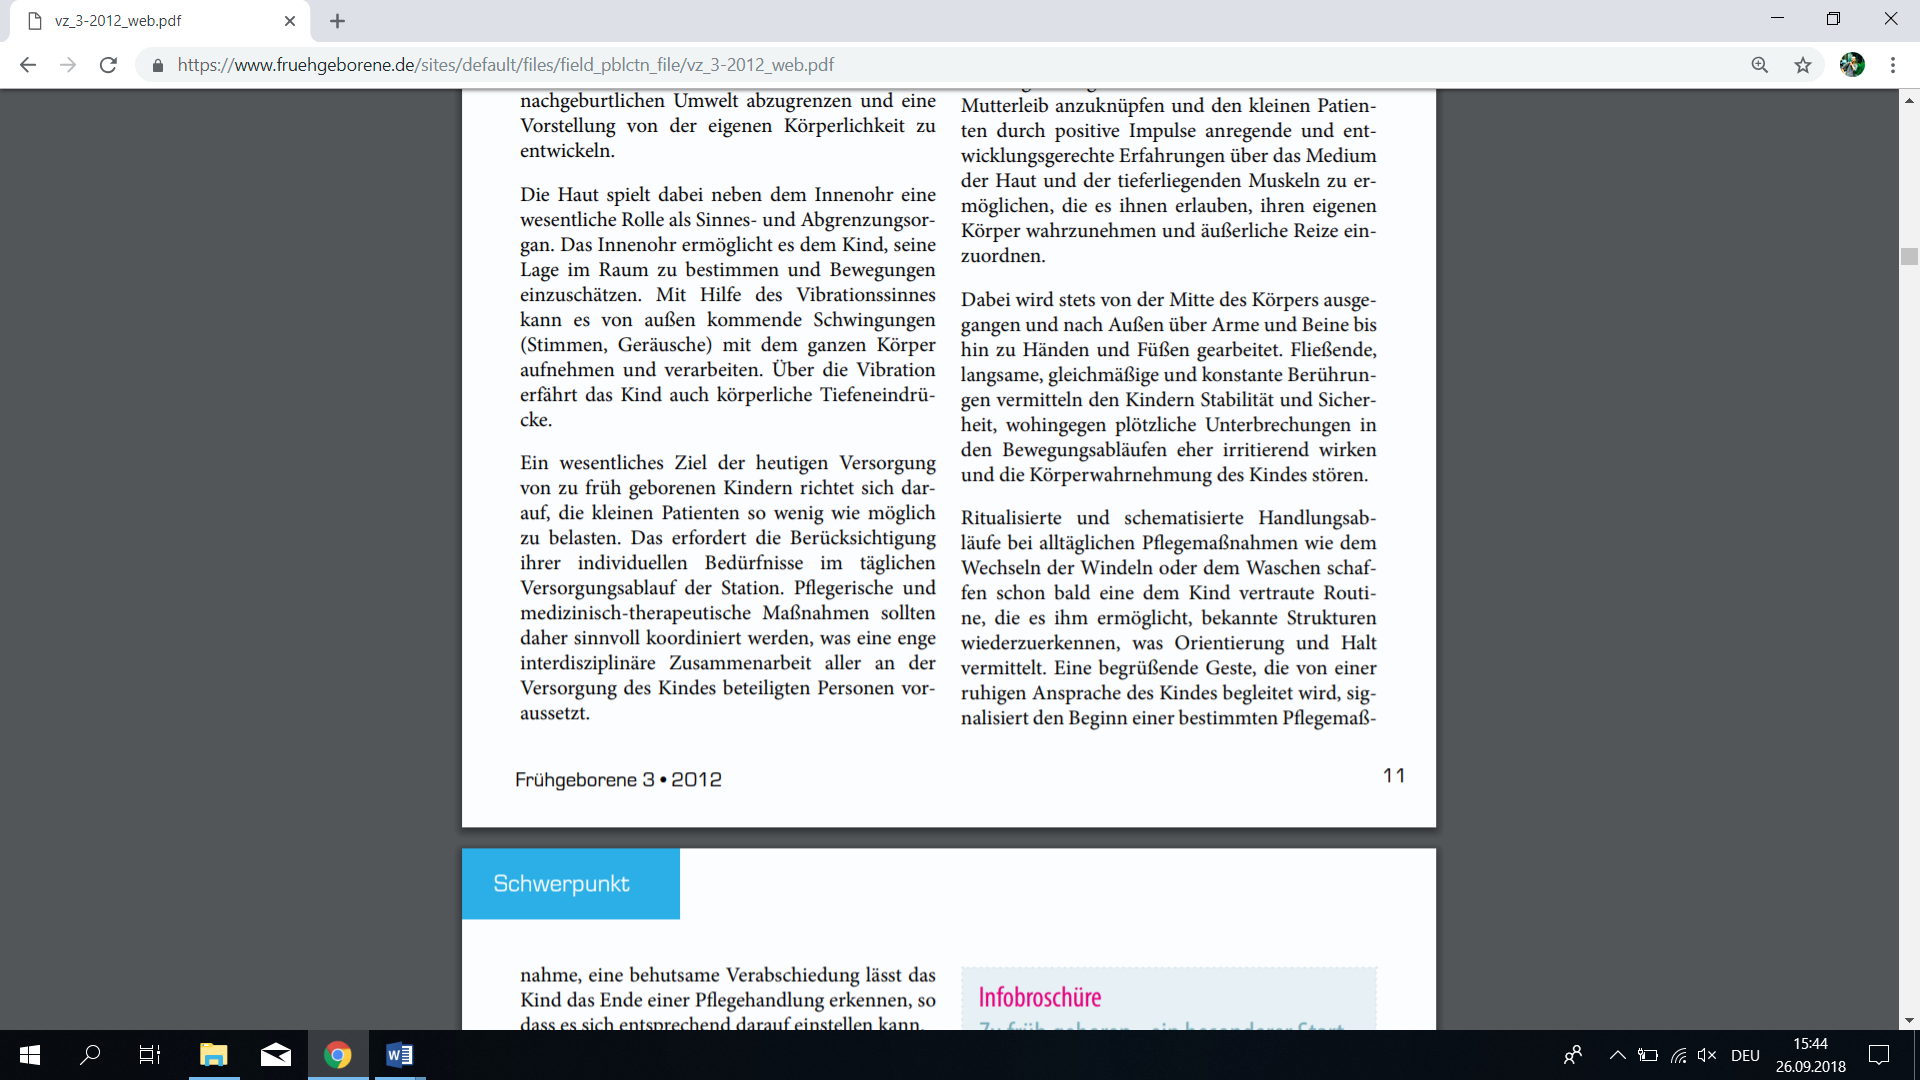 vz_3-2012_web.pdf
https://www.fruehgeborene.de/sites/default/files/field_pblctn_file/vz_3-2012_web.pdf
nachgeburtlichen Umwelt abzugrenzen und eine
Vorstellung von der eigenen Körperlichkeit zu
entwickeln.
Die Haut spielt dabei neben dem Innenohr eine
wesentliche Rolle als Sinnes- und Abgrenzungsor-
gan. Das Innenohr ermöglicht es dem Kind, seine
Lage im Raum zu bestimmen und Bewegungen
einzuschätzen. Mit Hilfe des Vibrationssinnes
kann es von außen kommende Schwingungen
(Stimmen, Geräusche) mit dem ganzen Körper
aufnehmen und verarbeiten. Über die Vibration
erfährt das Kind auch körperliche Tiefeneindrü-
cke.
Ein wesentliches Ziel der heutigen Versorgung
von zu früh geborenen Kindern richtet sich dar-
auf, die kleinen Patienten so wenig wie möglich
zu belasten. Das erfordert die Berücksichtigung
ihrer individuellen Bedürfnisse im täglichen
Versorgungsablauf der Station. Pflegerische und
medizinisch-therapeutische Maßnahmen sollten
daher sinnvoll koordiniert werden, was eine enge
interdisziplinäre Zusammenarbeit aller an der
Versorgung des Kindes beteiligten Personen vor-
aussetzt.
Mutterleib anzuknüpfen und den kleinen Patien-
ten durch positive Impulse anregende und ent-
wicklungsgerechte Erfahrungen über das Medium
der Haut und der tieferliegenden Muskeln zu er-
möglichen, die es ihnen erlauben, ihren eigenen
Körper wahrzunehmen und äußerliche Reize ein-
zuordnen.
Dabei wird stets von der Mitte des Körpers ausge-
gangen und nach Außen über Arme und Beine bis
hin zu Händen und Füßen gearbeitet. Fließende,
langsame, gleichmäßige und konstante Berührun-
gen vermitteln den Kindern Stabilität und Sicher-
heit, wohingegen plötzliche Unterbrechungen in
den Bewegungsabläufen eher irritierend wirken
und die Körperwahrnehmung des Kindes stören.
Ritualisierte und schematisierte Handlungsab-
läufe bei alltäglichen Pflegemaßnahmen wie dem
Wechseln der Windeln oder dem Waschen schaf-
fen schon bald eine dem Kind vertraute Routi-
ne, die es ihm ermöglicht, bekannte Strukturen
wiederzuerkennen, was Orientierung und Halt
vermittelt. Eine begrüßende Geste, die von einer
ruhigen Ansprache des Kindes begleitet wird, sig-
nalisiert den Beginn einer bestimmten Pflegemaß-
Frühgeborene 3 • 2012
11
Schwerpunkt
nahme, eine behutsame Verabschiedung lässt das
Kind das Ende einer Pflegehandlung erkennen, so
dass es sich entsprechend darauf einstellen kann.
Infobroschüre
Zu früh geboren – ein besonderer Start
DEU
15:44
26.09.2018